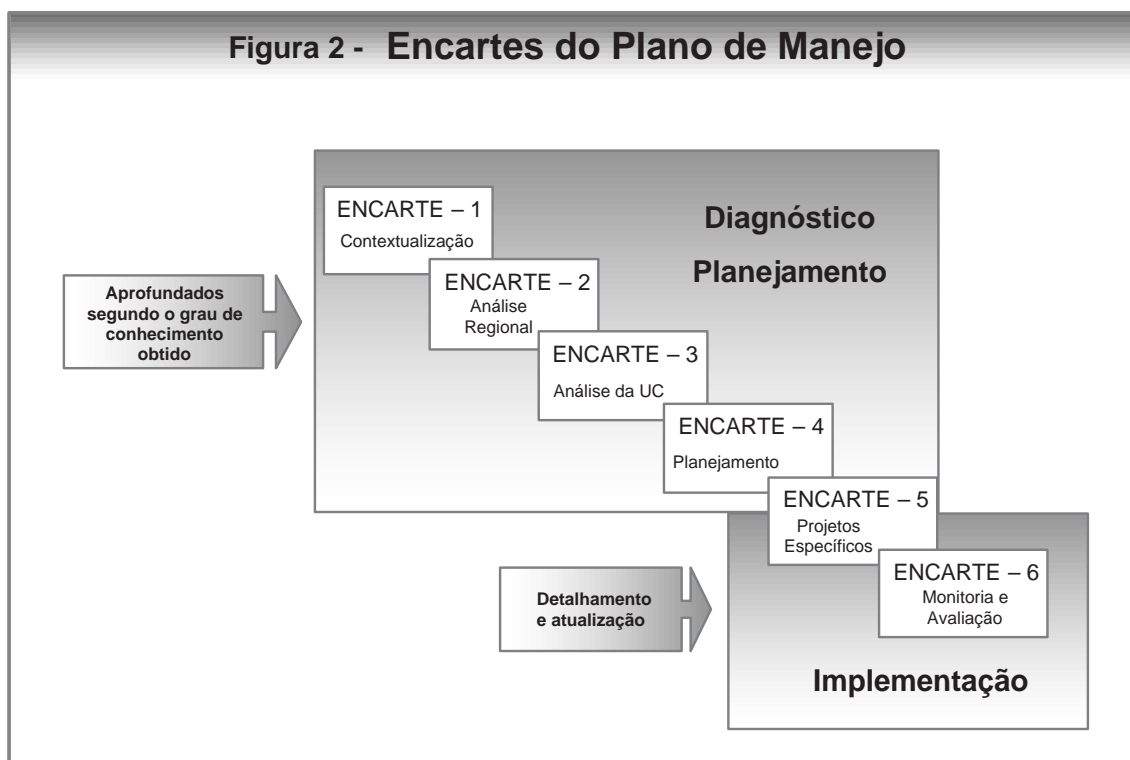 Figura 2 - Encartes do Plano de Manejo
ENCARTE – 1
Contextualização
Diagnóstico
Planejamento
ENCARTE – 2
Análise
Regional
Aprofundados
segundo o grau de
conhecimento
obtido
ENCARTE – 3
Análise da UC
ENCARTE – 4
Planejamento
ENCARTE – 5
Projetos
Específicos
ENCARTE – 6
Monitoria e
Avaliação
Detalhamento
e atualização
Implementação